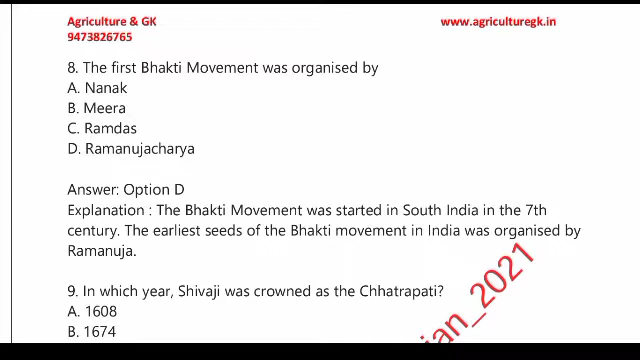 Agriculture & GK
www.agriculturegk.in
9473826765
8. The first Bhakti Movement was organised by
A. Nanak
B. Meera
C. Ramdas
D. Ramanujacharya
Answer: Option D
Explanation : The Bhakti Movement was started in South India in the 7th
century. The earliest seeds of the Bhakti movement in India was organised by
Ramanuja.
9. In which year, Shivaji was crowned as the Chhatrapati?
A. 1608
B. 1674